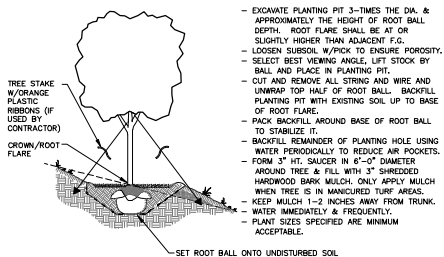 - EXCAVATE PLANTING PIT 3-TIMES THE DIA. &
APPROXIMATELY THE HEIGHT OF ROOT BALL
DEPTH. ROOT FLARE SHALL BE AT OR
SLIGHTLY HIGHER THAN ADJACENT F.G.
- LOOSEN SUBSOIL W/PICK TO ENSURE POROSITY.
- SELECT BEST VIEWING ANGLE, LIFT STOCK BY
BALL AND PLACE IN PLANTING PIT.
- CUT AND REMOVE ALL STRING AND WIRE AND
UNWRAP TOP HALF OF ROOT BALL. BACKFILL
PLANTING PIT WITH EXISTING SOIL UP TO
BASE OF ROOT FLARE.
- PACK BACKFILL AROUND BASE OF ROOT BALL
TO STABILIZE IT.
- BACKFILL REMAINDER OF PLANTING HOLE USING
WATER PERIODICALLY TO REDUCE AIR POCKETS.
- FORM 3" HT. SAUCER IN 6'-0" DIAMETER
AROUND TREE & FILL WITH 3" SHREDDED
HARDWOOD BARK MULCH. ONLY APPLY MULCH
WHEN TREE IS IN MANICURED TURF AREAS.
- KEEP MULCH 1-2 INCHES AWAY FROM TRUNK.
- WATER IMMEDIATELY & FREQUENTLY.
- PLANT SIZES SPECIFIED ARE MINIMUM
ACCEPTABLE.
TREE STAKE
W/ORANGE
PLASTIC
RIBBONS (IF
USED BY
CONTRACTOR)
CROWN/ROOT
FLARE
SET ROOT BALL ONTO UNDISTURBED SOIL